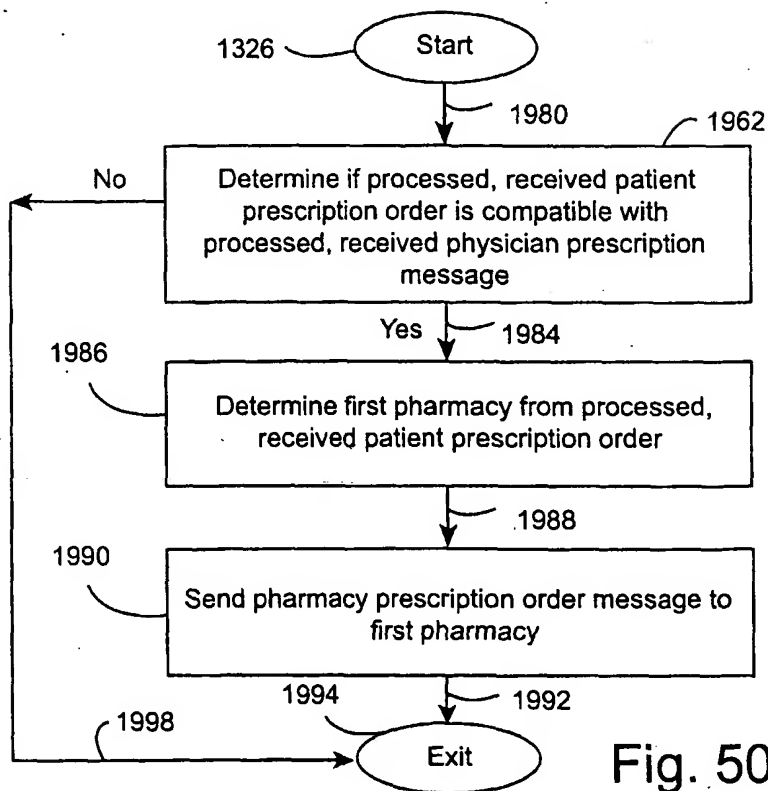 1326
Start
1980
1962
No
Determine if processed, received patient
prescription order is compatible with
processed, received physician prescription
message
Yes
1984
1986
Determine first pharmacy from processed,
received patient prescription order
1988
1990
Send pharmacy prescription order message to
first pharmacy
1994
1992
1998
Exit
Fig. 50